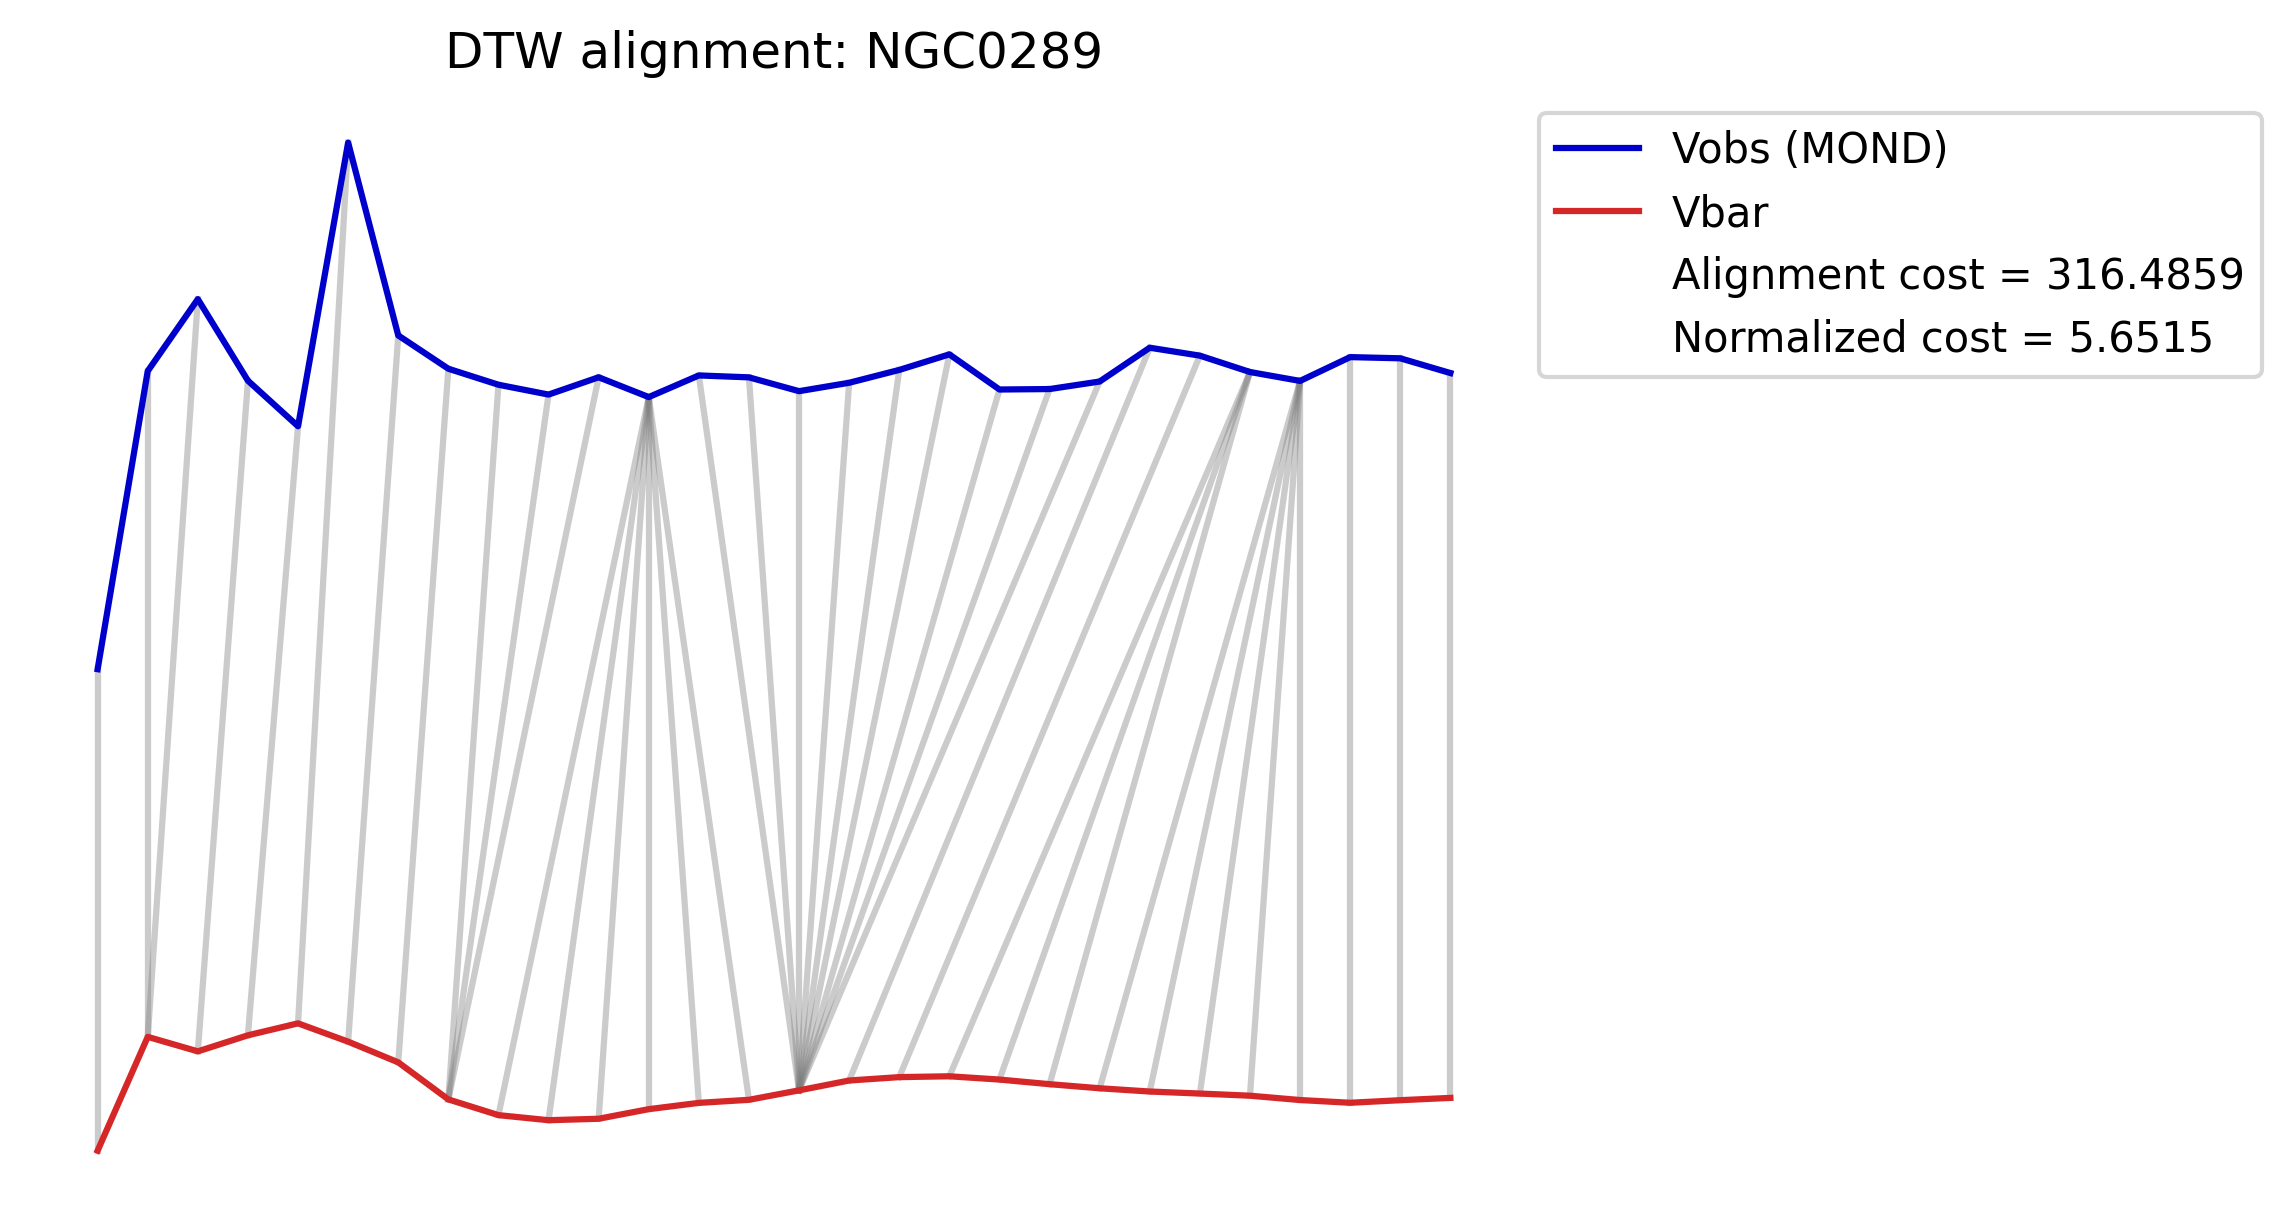 DTW alignment: NGC0289
Vobs (MOND)
Vbar
Alignment cost = 316.4859
Normalized cost = 5.6515